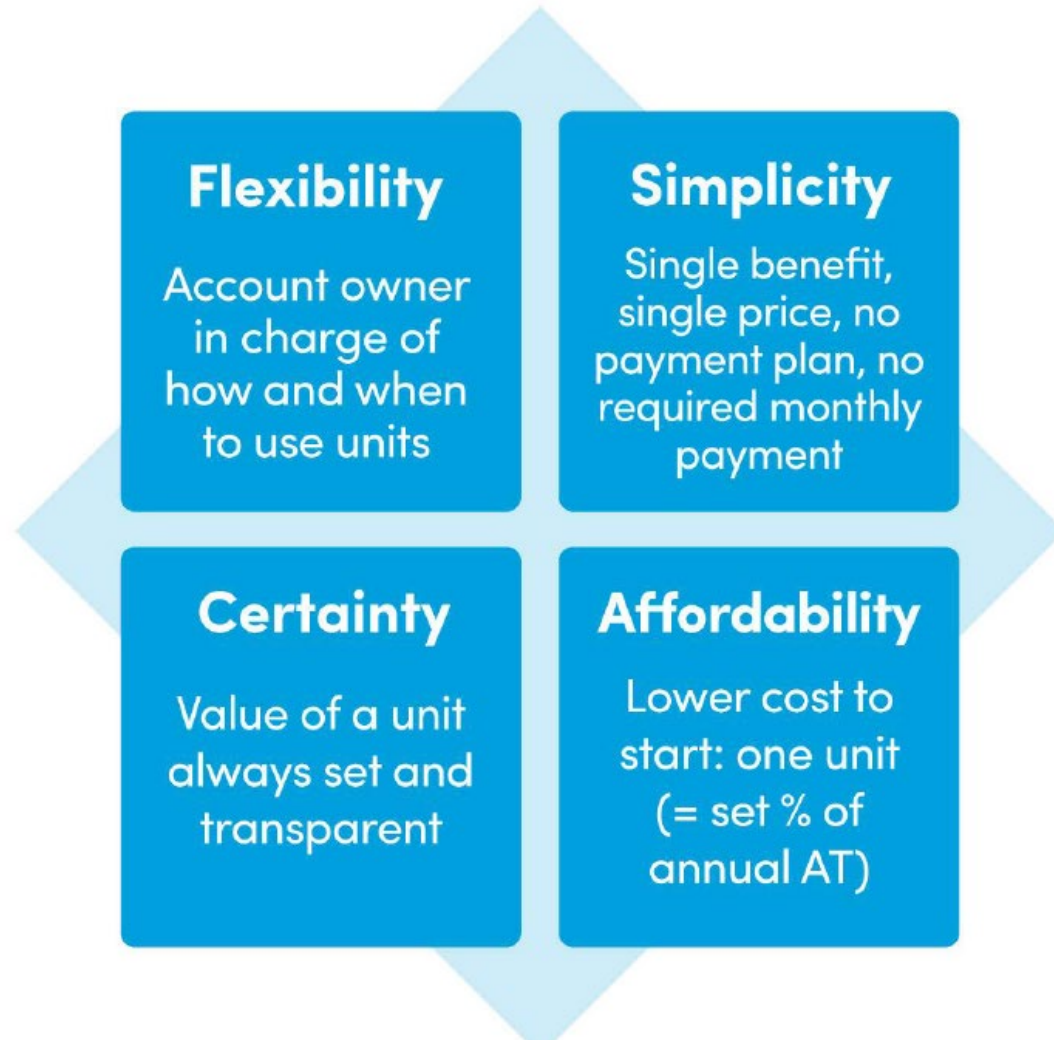 Flexibility
Account owner
in charge of
how and when
to use units
Simplicity
Single benefit,
single price, no
payment plan, no
required monthly
payment
Certainty
Value of a unit
always set and
transparent
Affordability
Lower cost to
start: one unit
(= set % of
annual AT)